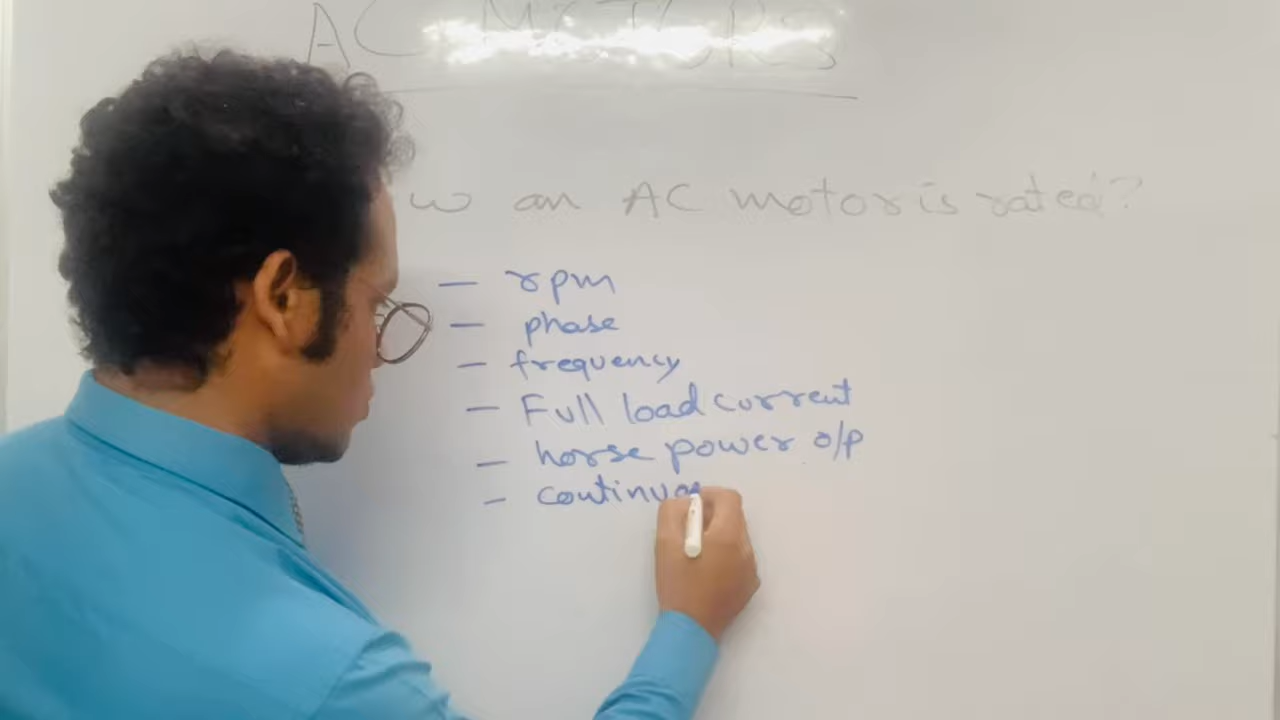 AC MOTORS
w an AC motor is rated?
— rpm
— phase
— frequency
— Full load current
— horse power o/p
— continuo